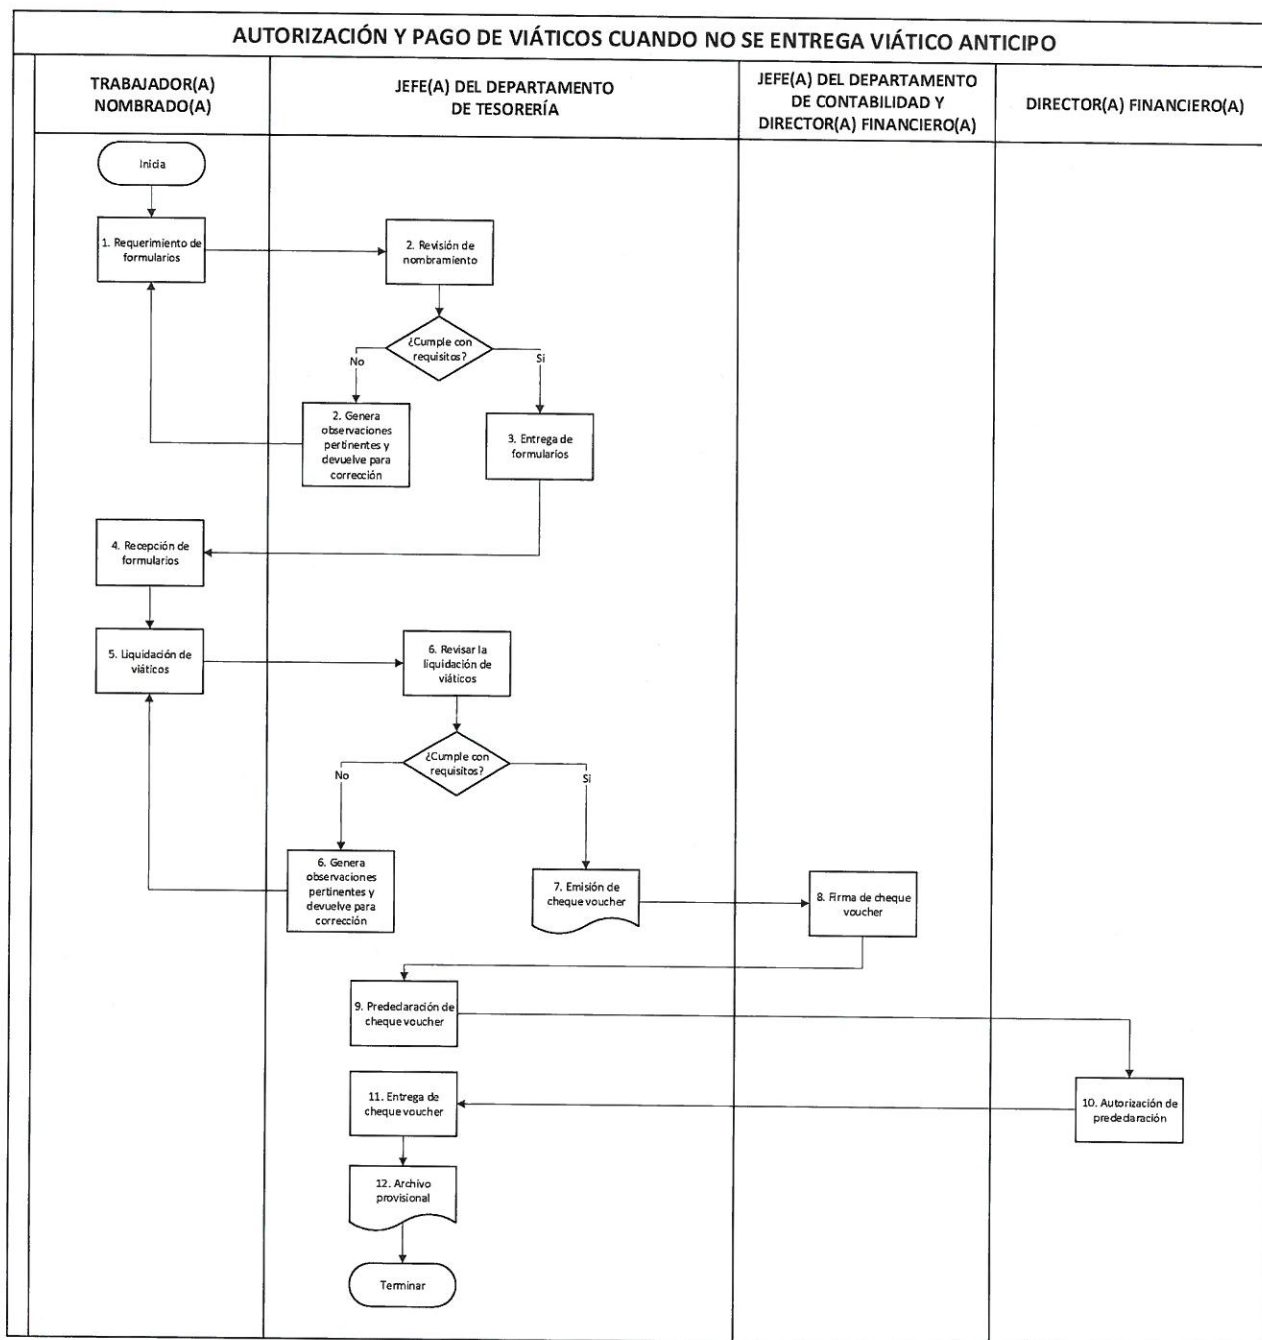 AUTORIZACIÓN Y PAGO DE VIÁTICOS CUANDO NO SE ENTREGA VIÁTICO ANTICIPO
TRABAJADOR(A)
NOMBRADO(A)
JEFE(A) DEL DEPARTAMENTO
DE TESORERÍA
JEFE(A) DEL DEPARTAMENTO
DE CONTABILIDAD Y
DIRECTOR(A) FINANCIERO(A)
DIRECTOR(A) FINANCIERO(A)
Inicia
1. Requerimiento de
formularios
2. Revisión de
nombramiento
¿Cumple con
requisitos?
No
Si
2. Genera
observaciones
pertinentes y
devuelve para
corrección
3. Entrega de
formularios
4. Recepción de
formularios
5. Liquidación de
viáticos
6. Revisar la
liquidación de
viáticos
¿Cumple con
requisitos?
No
Si
6. Genera
observaciones
pertinentes y
devuelve para
corrección
7. Emisión de
cheque voucher
8. Firma de cheque
voucher
9. Prededaración de
cheque voucher
10. Autorización de
prededaración
11. Entrega de
cheque voucher
12. Archivo
provisional
Terminar